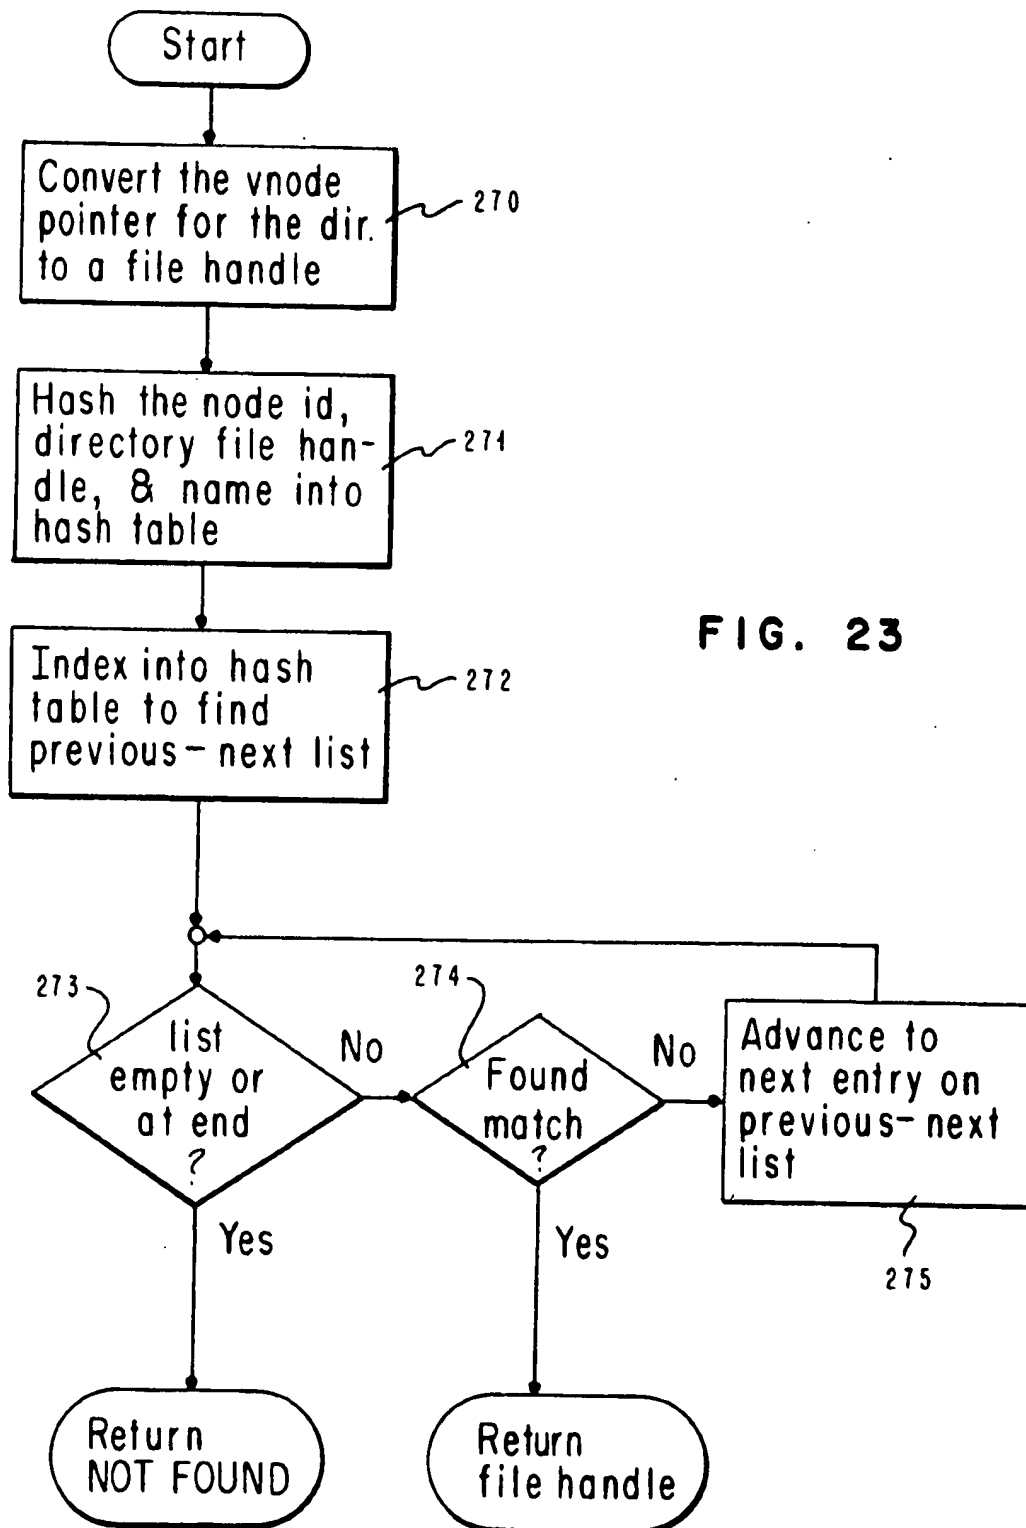 Start
Convert the vnode
pointer for the dir.
to a file handle
270
Hash the node id,
directory file han-
dle, & name into
hash table
271
Index into hash
table to find
previous-next list
272
FIG. 23
273
list
empty or
at end
?
No
Yes
274
Found
match
?
No
Yes
Advance to
next entry on
previous-next
list
275
Return
NOT FOUND
Return
file handle